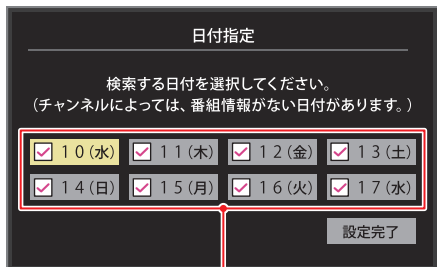 日付指定
検索する日付を選択してください。
（チャンネルによっては、番組情報がない日付があります。）
１０(水) １１(木) １２(金) １３(土)
１４(日) １５(月) １６(火) １７(水)
設定完了